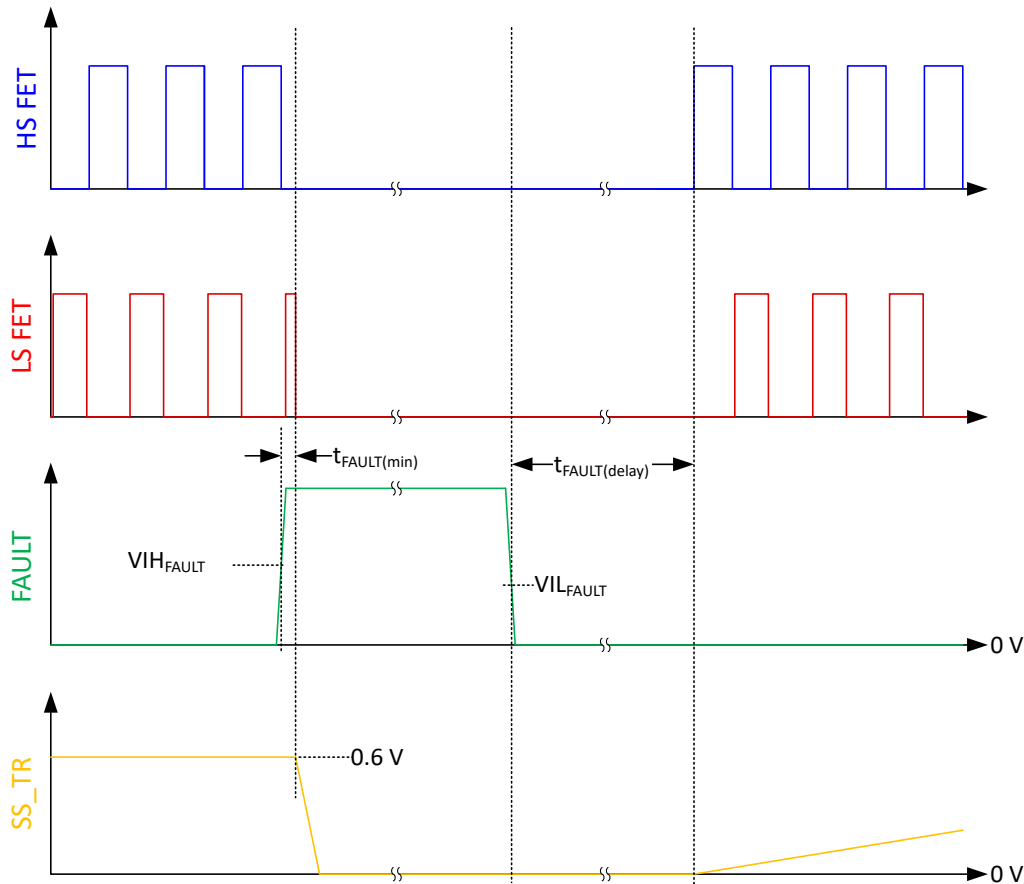 HS FET
LS FET
tFAULT(min)
tFAULT(delay)
FAULT
VIHFAULT
VILFAULT
0 V
SS_TR
0.6 V
0 V